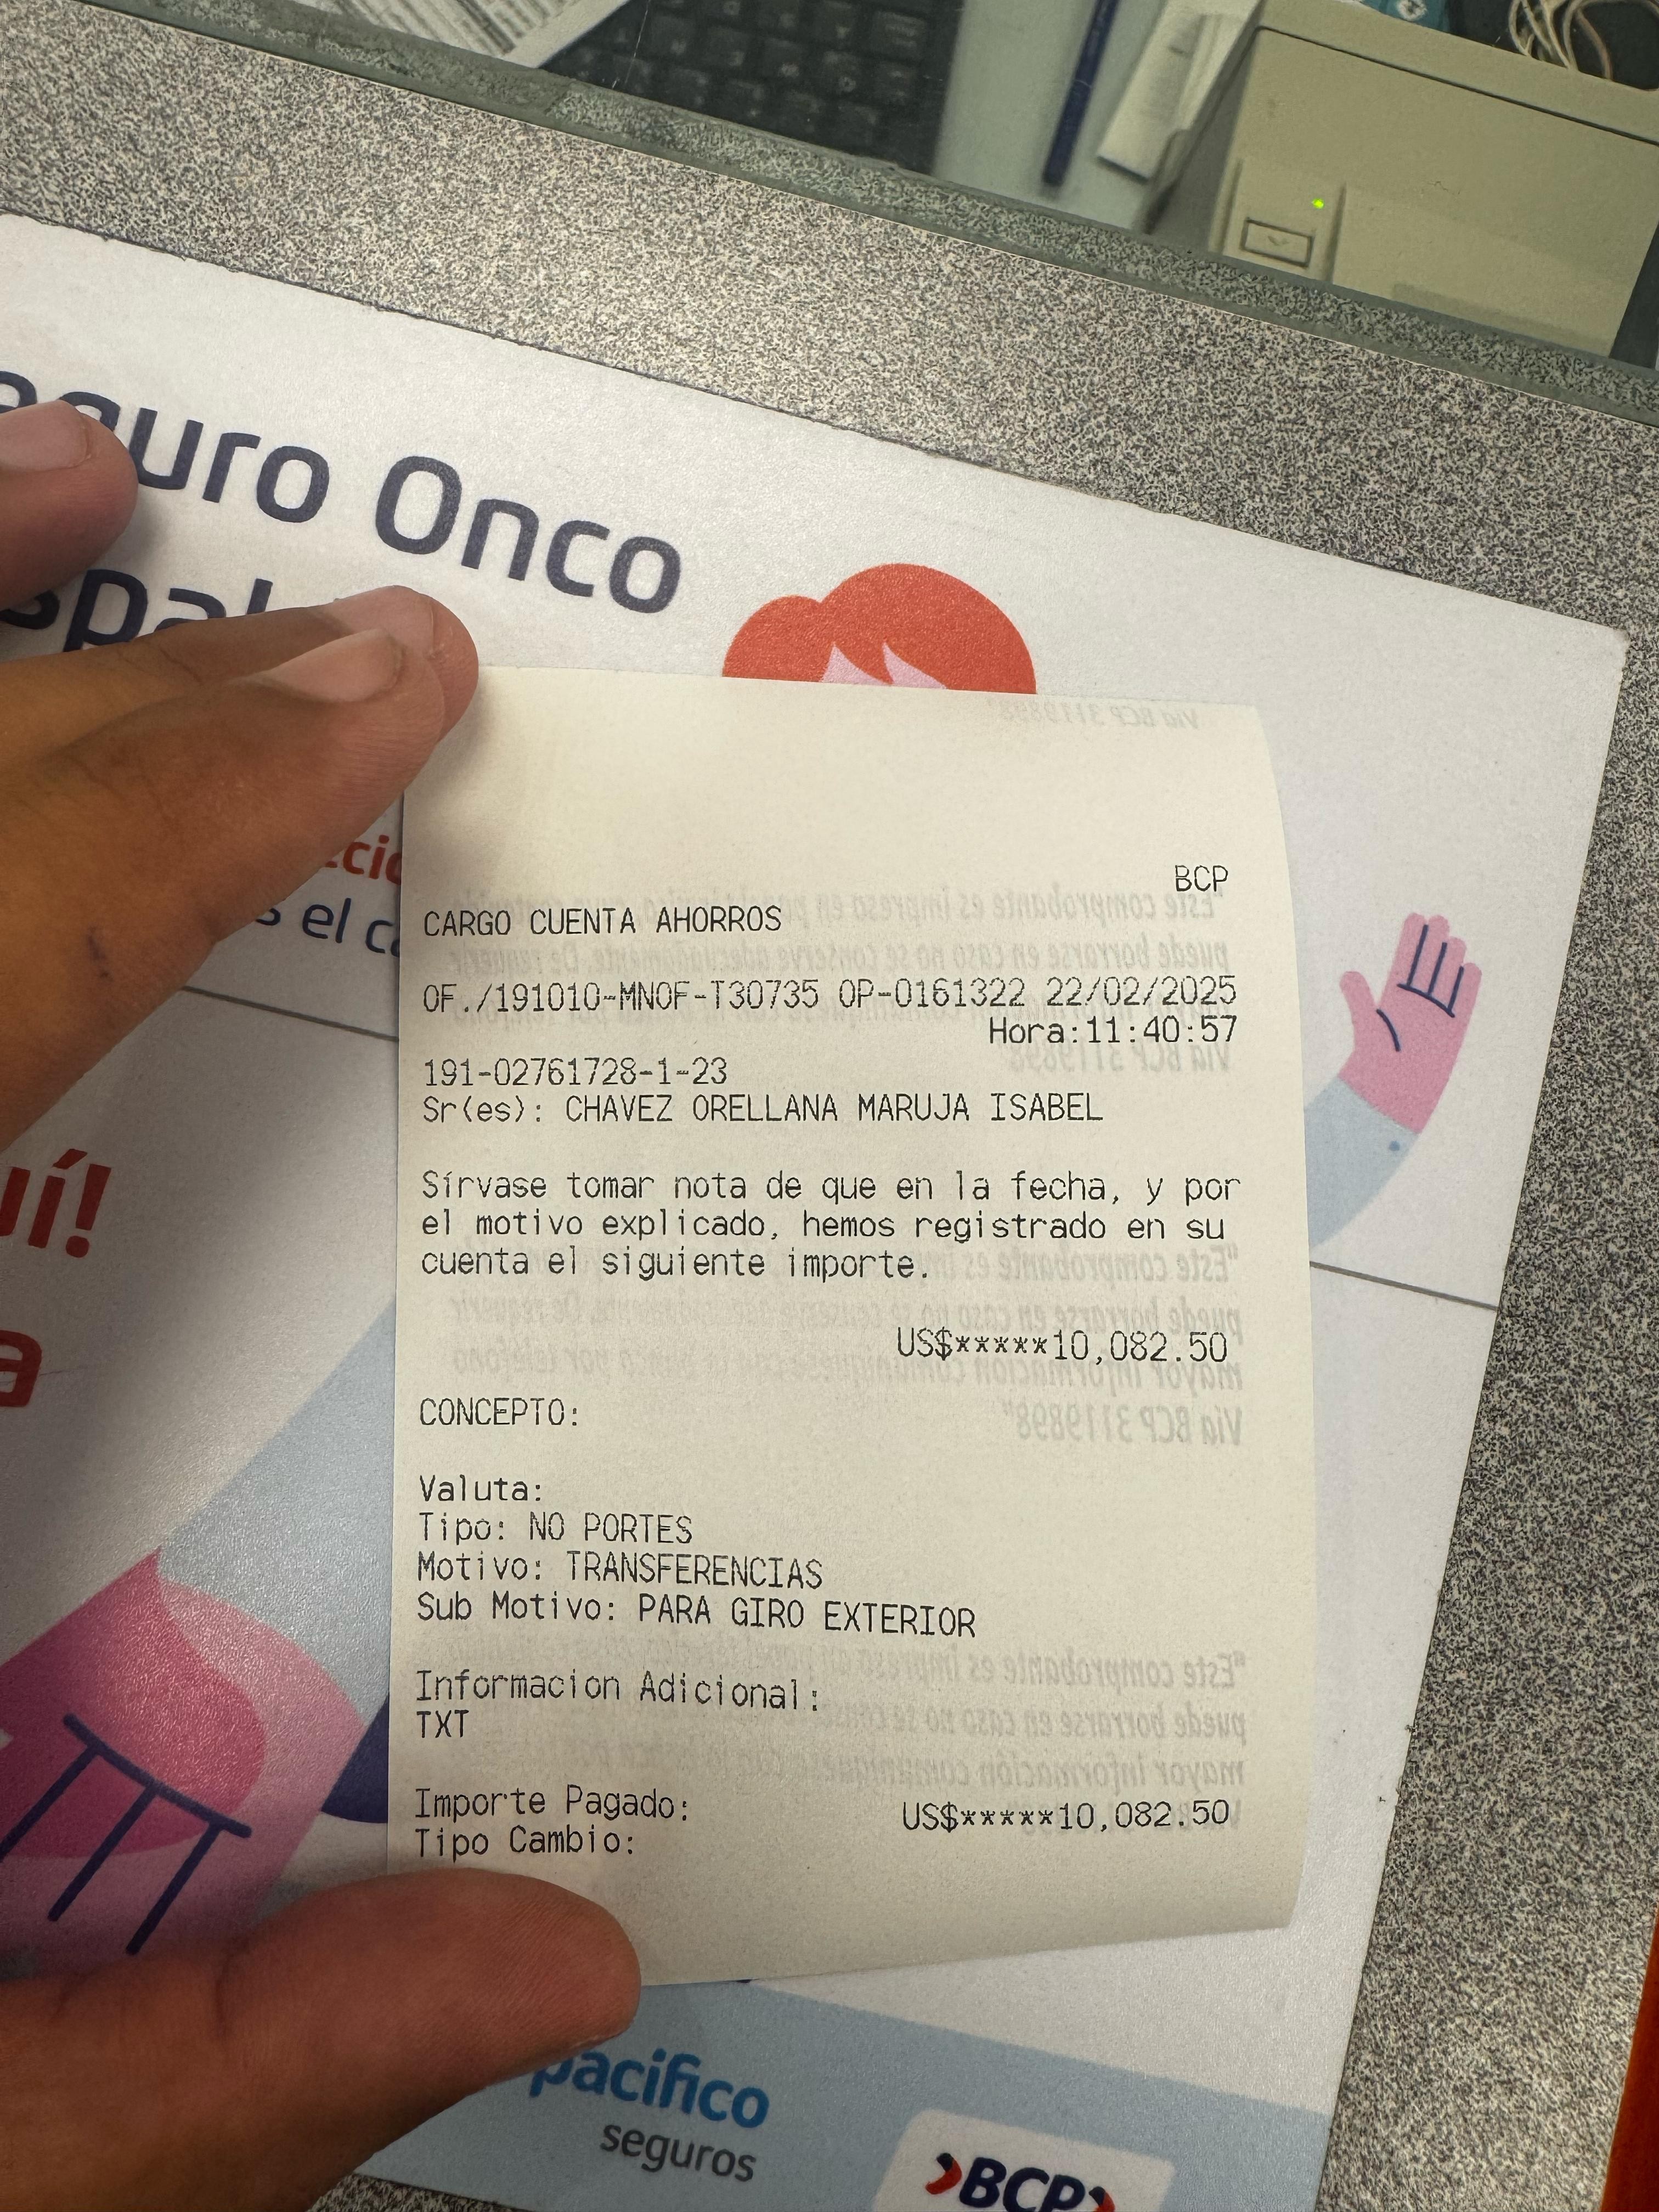 uro Onco
BCP
CARGO CUENTA AHORROS
OF./191010-MNOF-T30735 OP-0161322 22/02/2025
Hora:11:40:57
191-02761728-1-23
Sr(es): CHAVEZ ORELLANA MARUJA ISABEL
Sírvase tomar nota de que en la fecha, y por
el motivo explicado, hemos registrado en su
cuenta el siguiente importe.
US$*****10,082.50
CONCEPTO:
Valuta:
Tipo: NO PORTES
Motivo: TRANSFERENCIAS
Sub Motivo: PARA GIRO EXTERIOR
Informacion Adicional:
TXT
Importe Pagado: US$*****10,082.50
Tipo Cambio:
pacifico
seguros
BCP